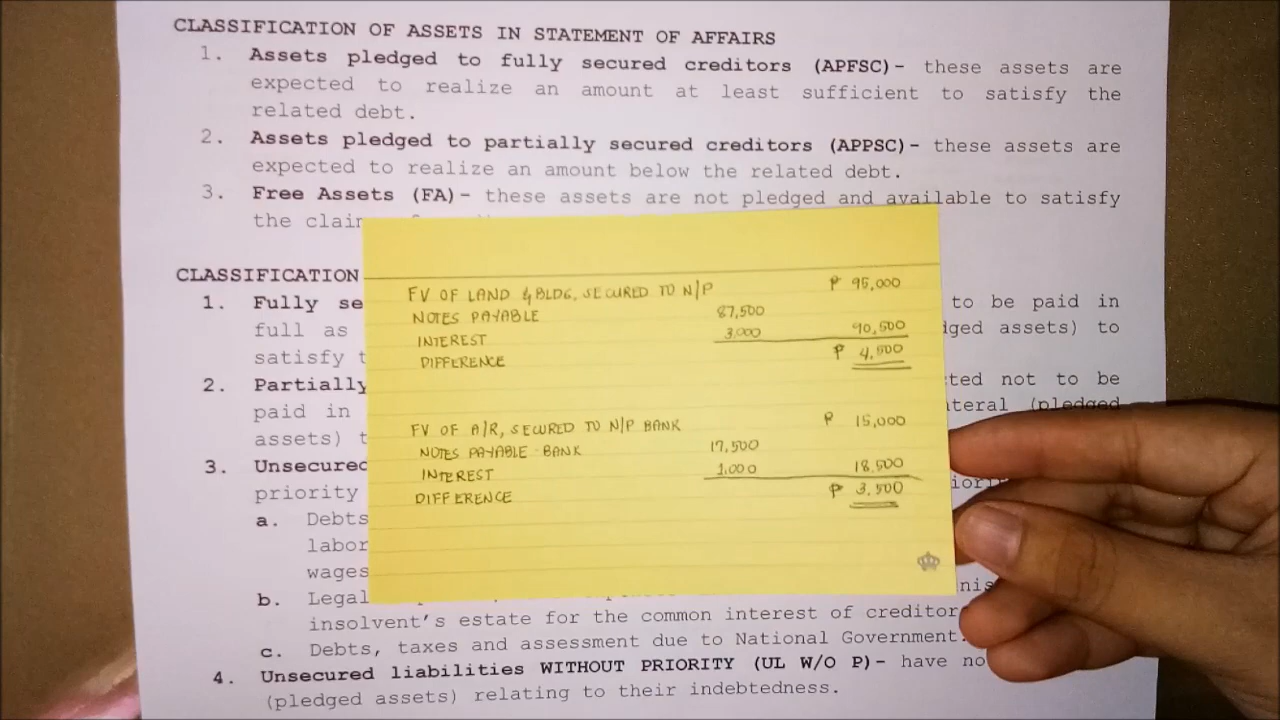 CLASSIFICATION OF ASSETS IN STATEMENT OF AFFAIRS
1. Assets pledged to fully secured creditors (APFSC)- these assets are
expected to realize an amount at least sufficient to satisfy the
related debt.
2. Assets pledged to partially secured creditors (APPSC)- these assets are
expected to realize an amount below the related debt.
3. Free Assets (FA)- these assets are not pledged and available to satisfy
the
CLASSIFICATION
1. Fully to be paid in
full as assets) to
satisfy
2. Partially not to be
paid in (pledged
assets)
3. Unsecured
priority
a. Debts
labor
wages
b. Legal
insolvent's estate for the common interest of
c. Debts, taxes and assessment due to National Government.
4. Unsecured liabilities WITHOUT PRIORITY (UL W/O P)- have no
(pledged assets) relating to their indebtedness.
FV OF LAND & BLDG, SECURED TO N/P ₱ 95,000
NOTES PAYABLE 87,500
INTEREST 3,000 90,500
DIFFERENCE ₱ 4,500
FV OF A/R, SECURED TO N/P BANK ₱ 15,000
NOTES PAYABLE - BANK 17,500
INTEREST 1,000 18,500
DIFFERENCE ₱ 3,500